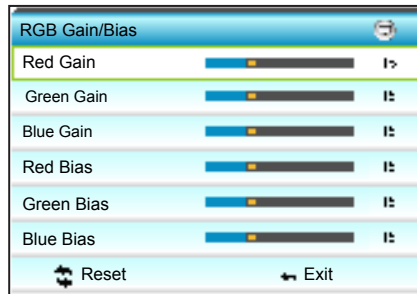 RGB Gain/Bias
Red Gain
Green Gain
Blue Gain
Red Bias
Green Bias
Blue Bias
Reset Exit